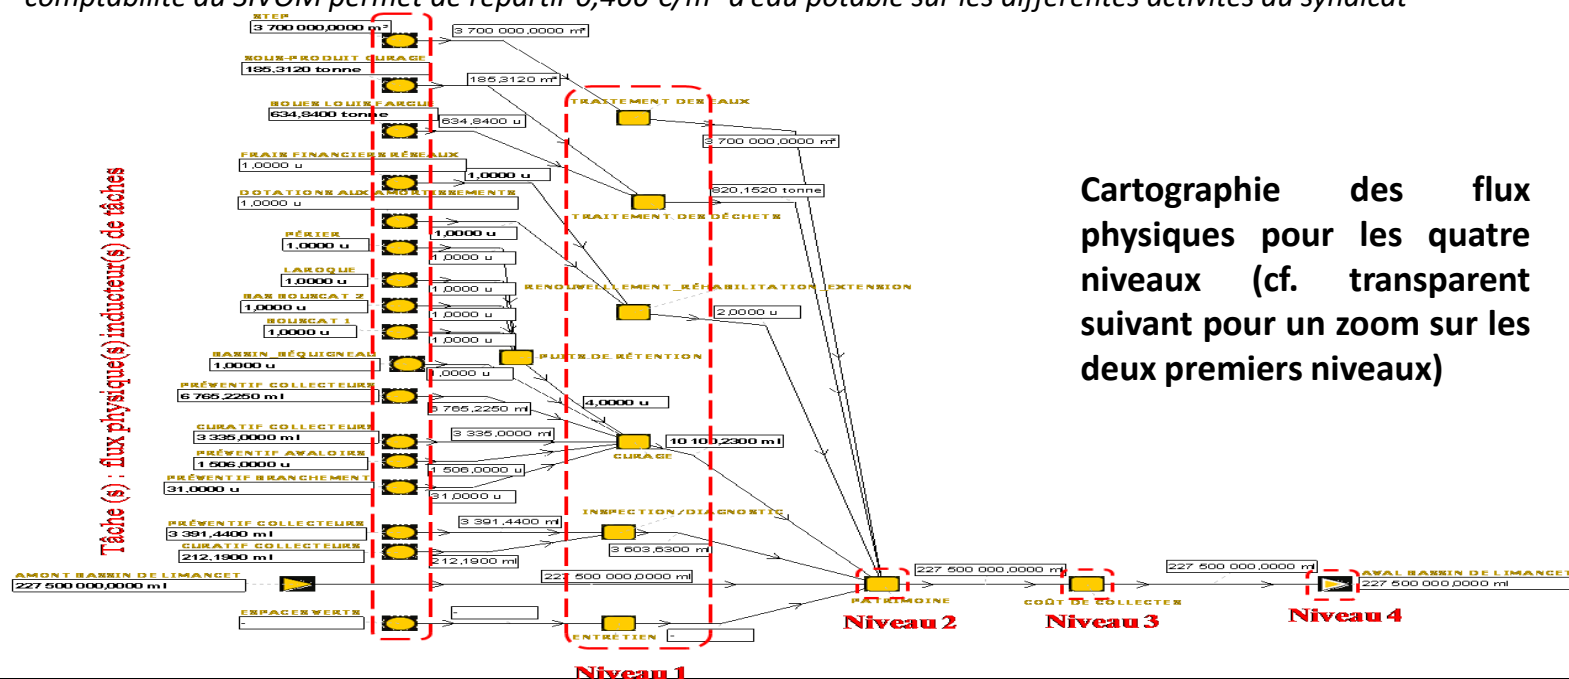 comptabilité du SIVOM permet de répartir 0,400 €/m³ d'eau potable sur les différentes activités du syndicat
STEP
3 700 000,0000 m³
3 700 000,0000 m³
SOUS-PRODUIT CURAGE
185,3120 tonne
185,3120 m³
BOUES LOUIS FARGUE
634,8400 tonne
634,8400 u
TRAITEMENT DES EAUX
3 700 000,0000 m³
FRAIS FINANCIERS RÉSEAUX
1,0000 u
1,0000 u
DOTATIONS AUX AMORTISSEMENTS
1,0000 u
1,0000 u
820,1520 tonne
TRAITEMENT DES DÉCHETS
PÉRIER
1,0000 u
1,0000 u
LAROQUE
1,0000 u
1,0000 u
RENOUVELLEMENT_RÉHABILITATION_EXTENSION
2,0000 u
BAS BOUSCAT 2
1,0000 u
1,0000 u
BOUSCAT 1
1,0000 u
1,0000 u
PUITS DE RÉTENTION
BASSIN_BÉQUIGNEAU
1,0000 u
1,0000 u
4,0000 u
PRÉVENTIF COLLECTEURS
6 765,2250 ml
6 765,2250 ml
CURATIF COLLECTEURS
3 335,0000 ml
3 335,0000 ml
10 100,2300 ml
CURAGE
PRÉVENTIF AVALOIRS
1 506,0000 u
1 506,0000 u
PRÉVENTIF BRANCHEMENT
31,0000 u
31,0000 u
INSPECTION/DIAGNOSTIC
PRÉVENTIF COLLECTEURS
3 391,4400 ml
3 391,4400 ml
3 603,6300 ml
CURATIF COLLECTEURS
212,1900 ml
212,1900 ml
AMONT BASSIN DE LIMANCET
227 500 000,0000 ml
227 500 000,0000 ml
PATRIMOINE
227 500 000,0000 ml
COÛT DE COLLECTES
227 500 000,0000 ml
AVAL BASSIN DE LIMANCET
227 500 000,0000 ml
ESPACES VERTS
-
-
ENTRETIEN
-
Niveau 1
Niveau 2
Niveau 3
Niveau 4
Tâche (s) : flux physique(s) inducteur(s) de tâches
Cartographie des flux
physiques pour les quatre
niveaux (cf. transparent
suivant pour un zoom sur les
deux premiers niveaux)